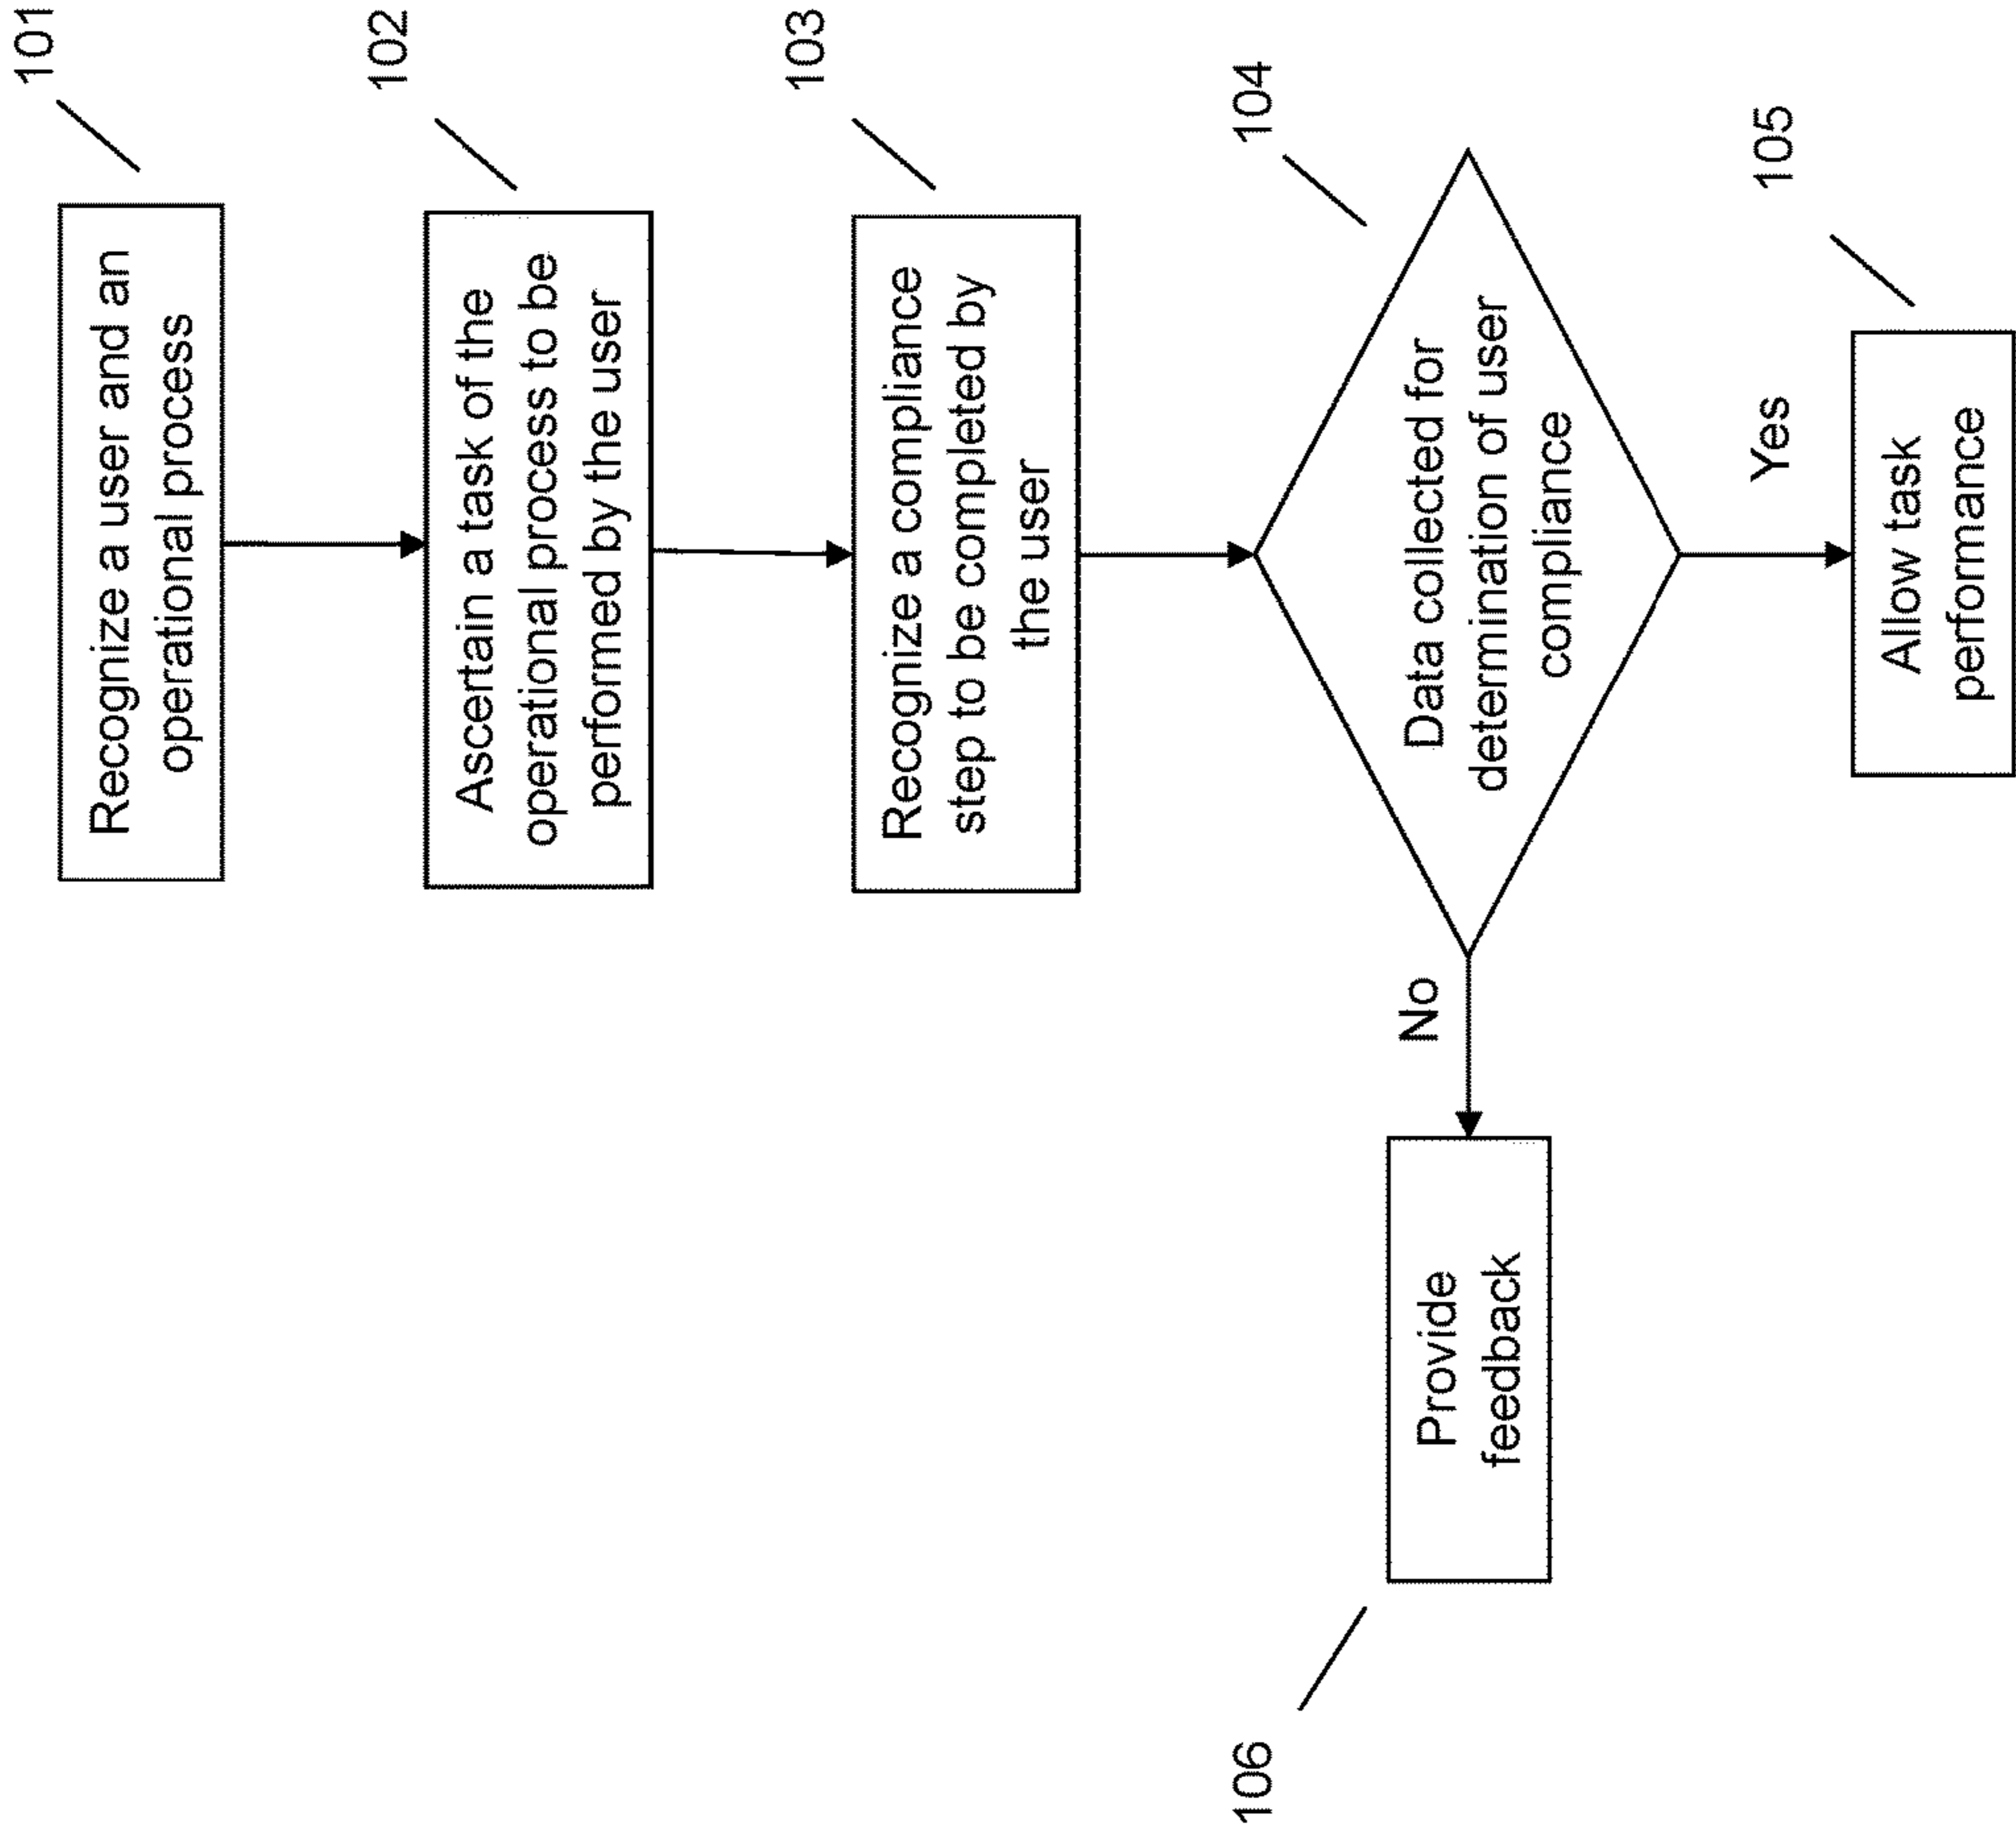 101
Recognize a user and an
operational process
102
Ascertain a task of the
operational process to be
performed by the user
103
Recognize a compliance
step to be completed by
the user
104
Data collected for
determination of user
compliance
No
Yes
106
Provide
feedback
105
Allow task
performance